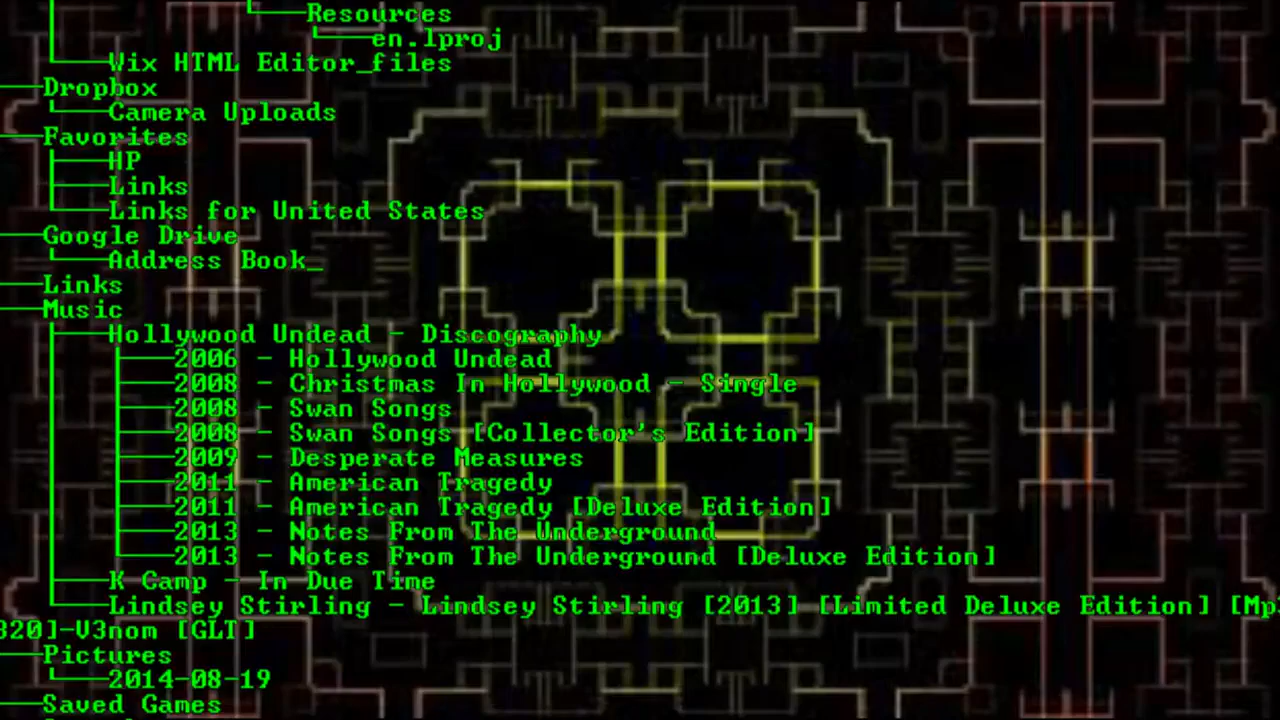 Resources
en.lproj
Wix HTML Editor_files
Dropbox
Camera Uploads
Favorites
HP
Links
Links for United States
Google Drive
Address Book_
Links
Music
Hollywood Undead - Discography
2006 - Hollywood Undead
2008 - Christmas In Hollywood - Single
2008 - Swan Songs
2008 - Swan Songs [Collector's Edition]
2009 - Desperate Measures
2011 - American Tragedy
2011 - American Tragedy [Deluxe Edition]
2013 - Notes From The Underground
2013 - Notes From The Underground [Deluxe Edition]
K Camp - In Due Time
Lindsey Stirling - Lindsey Stirling [2013] [Limited Deluxe Edition] [Mp3
320]-V3nom [GLT]
Pictures
2014-08-19
Saved Games